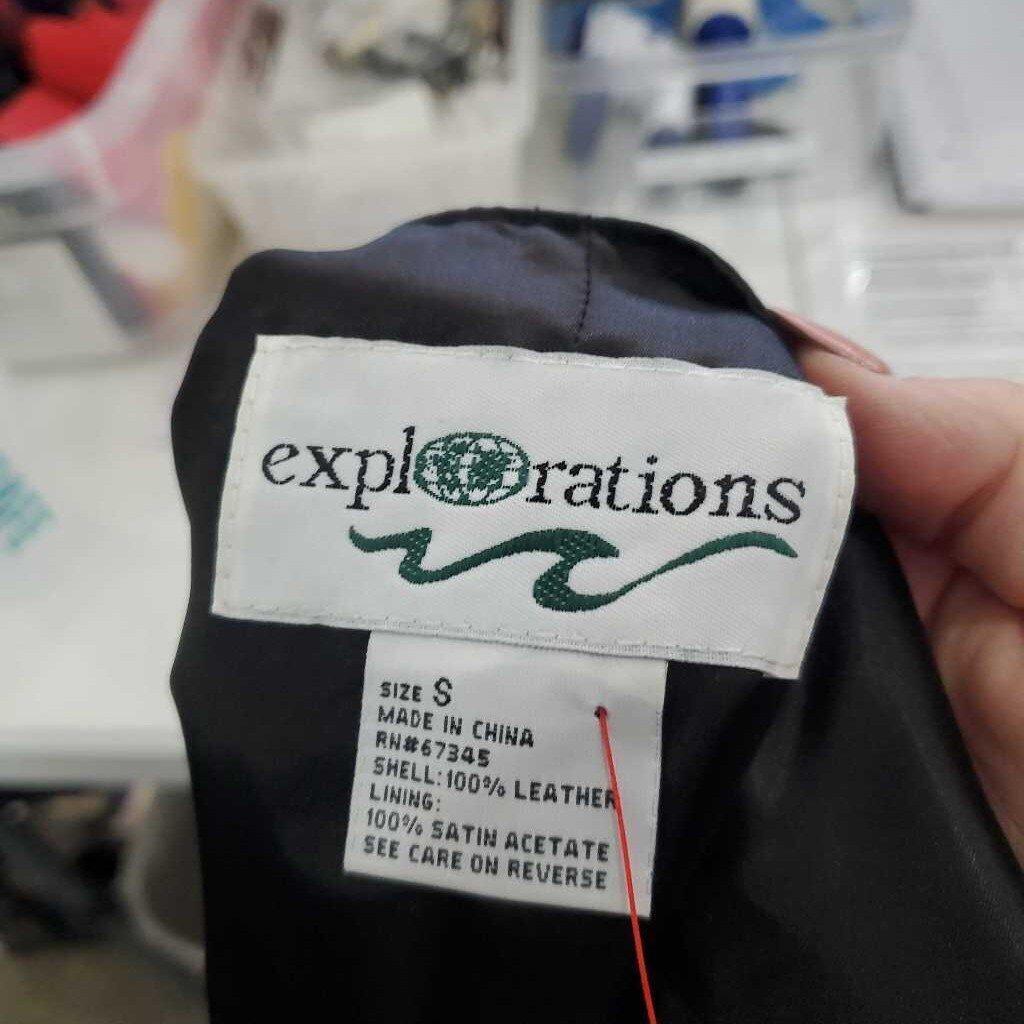 explorations
SIZE S
MADE IN CHINA
RN#67345
SHELL:100% LEATHER
LINING:
100% SATIN ACETATE
SEE CARE ON REVERSE